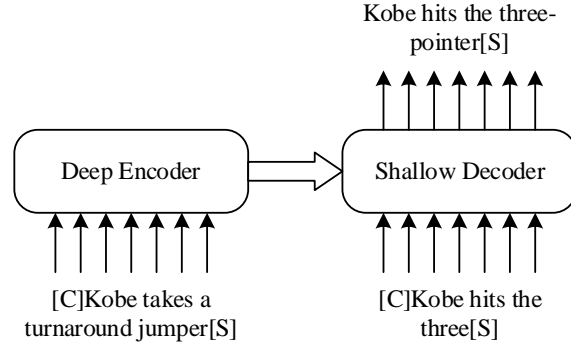 Kobe hits the three-
pointer[S]
Deep Encoder
Shallow Decoder
[C]Kobe takes a
turnaround jumper[S]
[C]Kobe hits the
three[S]